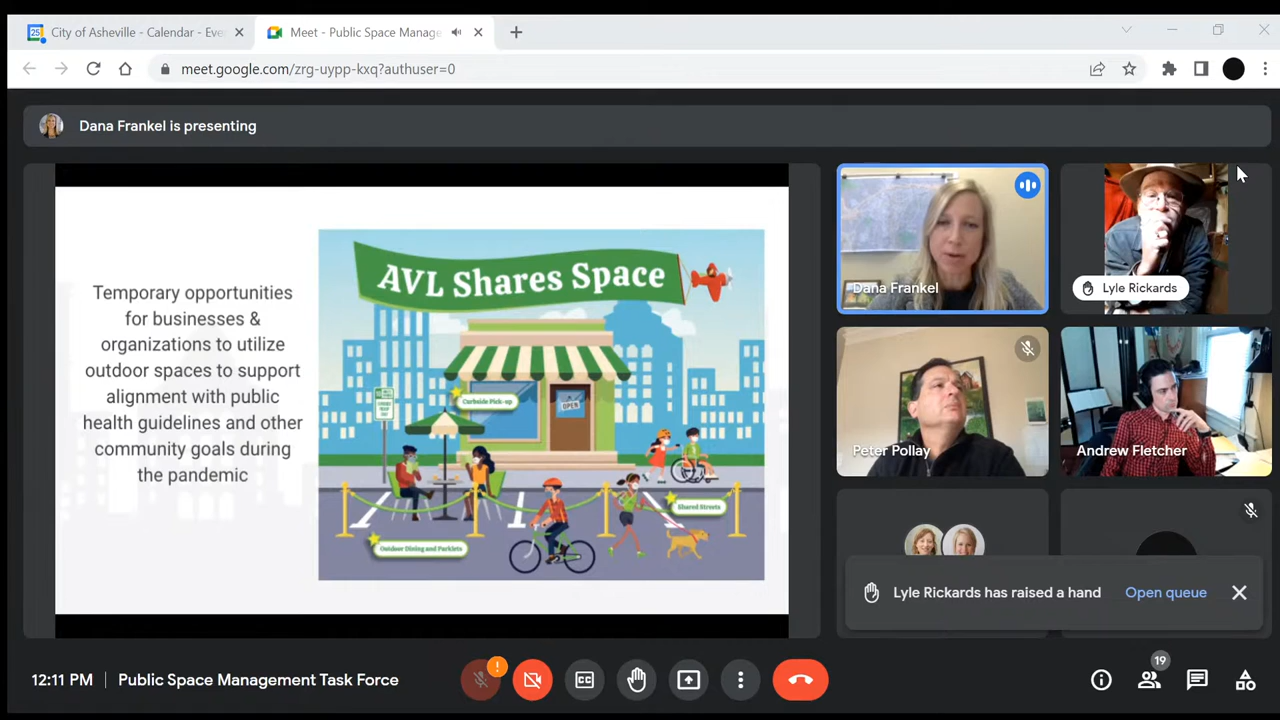 City of Asheville - Calendar - Eve
Meet - Public Space Manage
meet.google.com/zrg-uypp-kxq?authuser=0
Dana Frankel is presenting
Temporary opportunities
for businesses &
organizations to utilize
outdoor spaces to support
alignment with public
health guidelines and other
community goals during
the pandemic
AVL Shares Space
Curbside Pick-up
OPEN
Shared Streets
Outdoor Dining and Parklets
Dana Frankel
Lyle Rickards
Peter Pollay
Andrew Fletcher
Lyle Rickards has raised a hand
Open queue
12:11 PM
Public Space Management Task Force
19